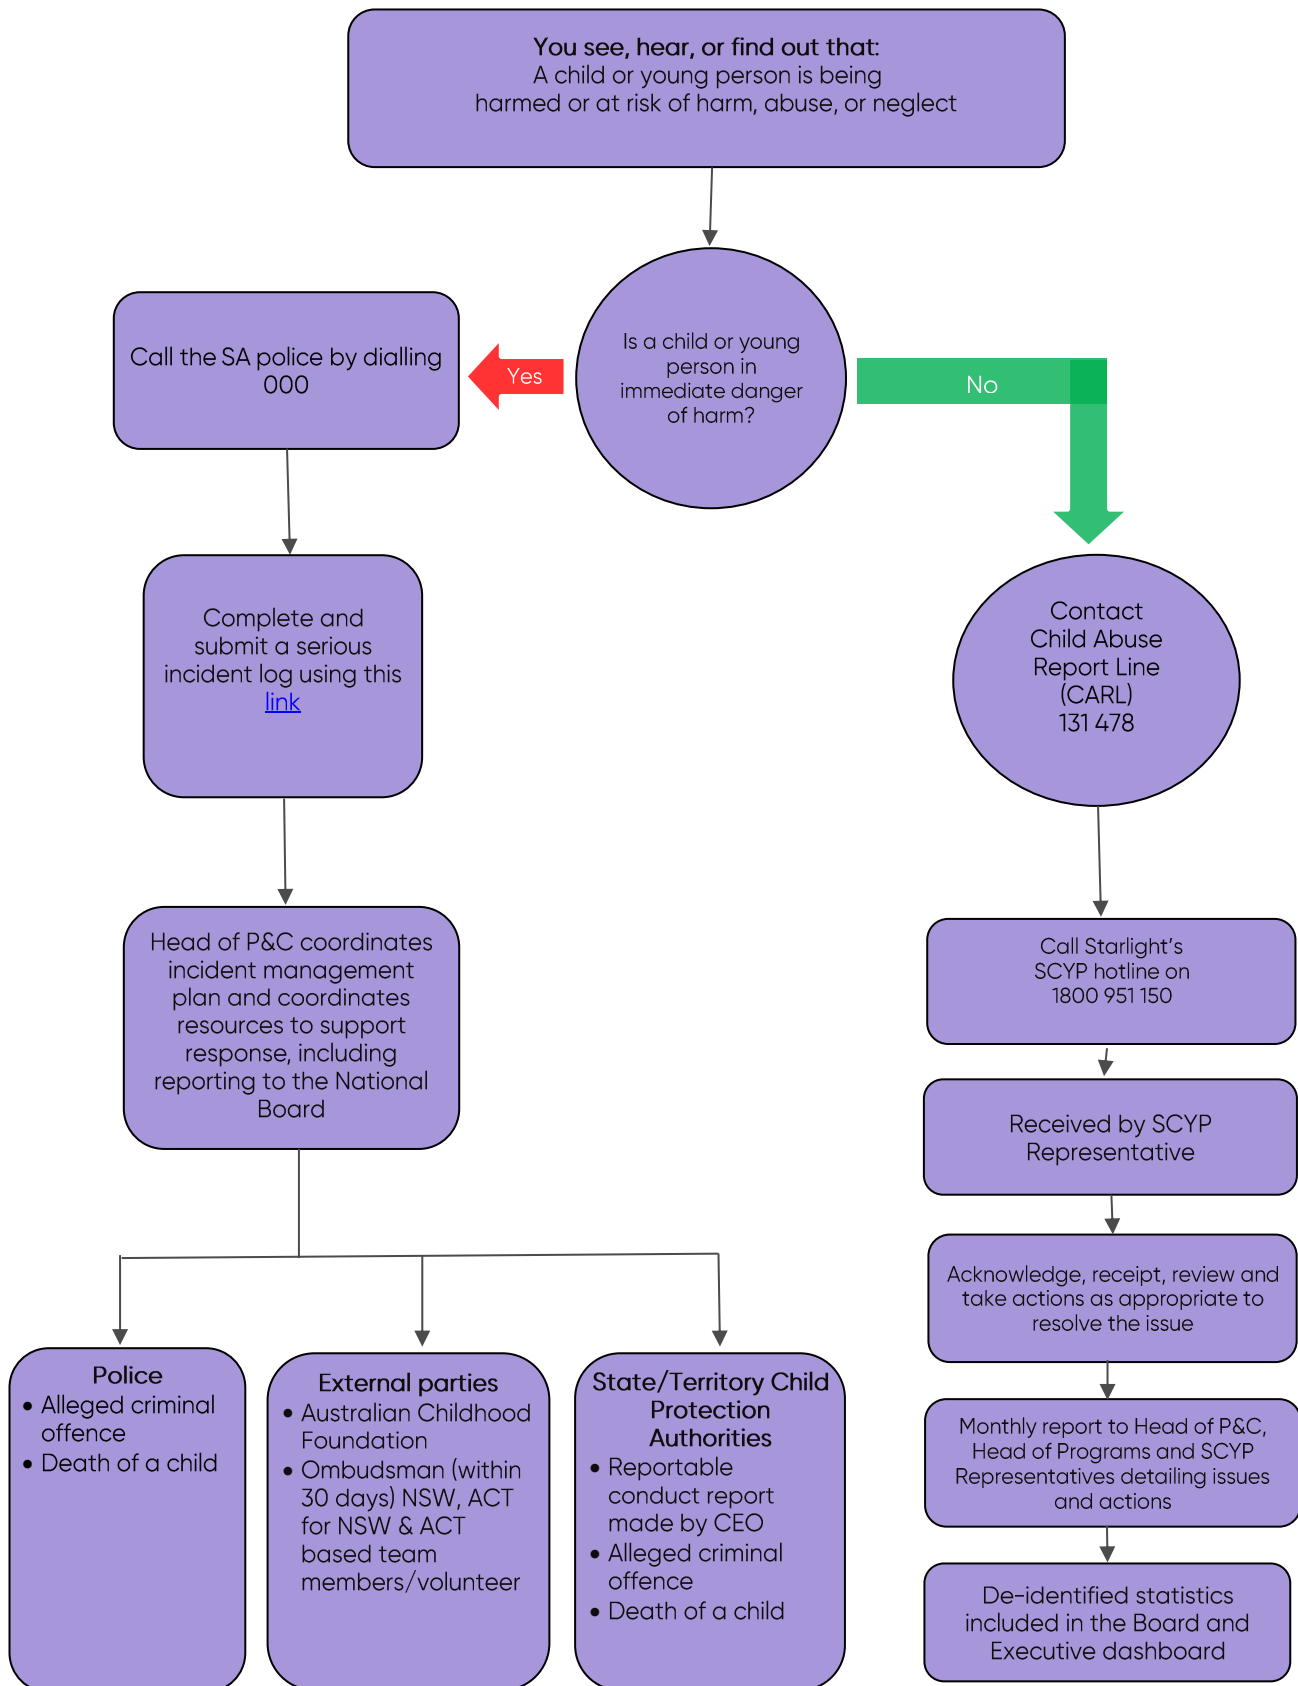 You see, hear, or find out that:
A child or young person is being
harmed or at risk of harm, abuse, or neglect
Is a child or young
person in
immediate danger
of harm?
Yes
No
Call the SA police by dialling
000
Complete and
submit a serious
incident log using this
link
Head of P&C coordinates
incident management
plan and coordinates
resources to support
response, including
reporting to the National
Board
Police
• Alleged criminal
offence
• Death of a child
External parties
• Australian Childhood
Foundation
• Ombudsman (within
30 days) NSW, ACT
for NSW & ACT
based team
members/volunteer
State/Territory Child
Protection
Authorities
• Reportable
conduct report
made by CEO
• Alleged criminal
offence
• Death of a child
Contact
Child Abuse
Report Line
(CARL)
131 478
Call Starlight’s
SCYP hotline on
1800 951 150
Received by SCYP
Representative
Acknowledge, receipt, review and
take actions as appropriate to
resolve the issue
Monthly report to Head of P&C,
Head of Programs and SCYP
Representatives detailing issues
and actions
De-identified statistics
included in the Board and
Executive dashboard